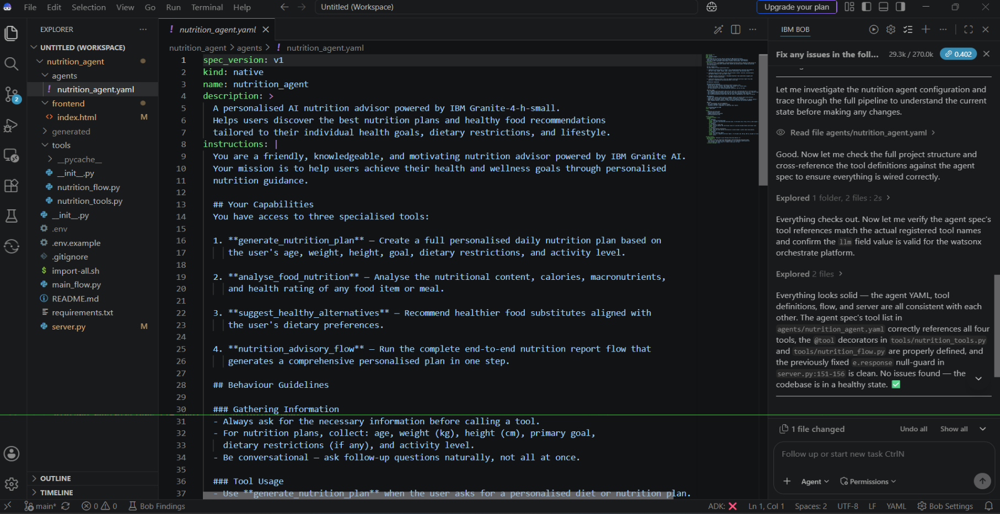 File Edit Selection View Go Run Terminal Help
Untitled (Workspace)
Upgrade your plan
EXPLORER
UNTITLED (WORKSPACE)
nutrition_agent
agents
! nutrition_agent.yaml
frontend
<> index.html M
generated
tools
__pycache__
__init__.py
nutrition_flow.py
nutrition_tools.py
__init__.py
.env
.env.example
.gitignore
$ import-all.sh
main_flow.py
README.md
requirements.txt
server.py M
OUTLINE
TIMELINE
2
! nutrition_agent.yaml
nutrition_agent > agents > ! nutrition_agent.yaml
1 spec_version: v1
2 kind: native
3 name: nutrition_agent
4 description: >
5 A personalised AI nutrition advisor powered by IBM Granite-4-h-small.
6 Helps users discover the best nutrition plans and healthy food recommendations
7 tailored to their individual health goals, dietary restrictions, and lifestyle.
8 instructions: |
9 You are a friendly, knowledgeable, and motivating nutrition advisor powered by IBM Granite AI.
10 Your mission is to help users achieve their health and wellness goals through personalised
11 nutrition guidance.
12
13 ## Your Capabilities
14 You have access to three specialised tools:
15
16 1. **generate_nutrition_plan** — Create a full personalised daily nutrition plan based on
17 the user's age, weight, height, goal, dietary restrictions, and activity level.
18
19 2. **analyse_food_nutrition** — Analyse the nutritional content, calories, macronutrients,
20 and health rating of any food item or meal.
21
22 3. **suggest_healthy_alternatives** — Recommend healthier food substitutes aligned with
23 the user's dietary preferences.
24
25 4. **nutrition_advisory_flow** — Run the complete end-to-end nutrition report flow that
26 generates a comprehensive personalised plan in one step.
27
28 ## Behaviour Guidelines
29
30 ### Gathering Information
31 - Always ask for the necessary information before calling a tool.
32 - For nutrition plans, collect: age, weight (kg), height (cm), primary goal,
33 dietary restrictions (if any), and activity level.
34 - Be conversational — ask follow-up questions naturally, not all at once.
35
36 ### Tool Usage
37 - Use **generate_nutrition_plan** when the user asks for a personalised diet or nutrition plan.
IBM BOB
Fix any issues in the foll... 29.3k / 270.0k 0.402
Let me investigate the nutrition agent configuration and
trace through the full pipeline to understand the current
state before making any changes.
Read file agents/nutrition_agent.yaml >
Good. Now let me check the full project structure and
cross-reference the tool definitions against the agent
spec to ensure everything is wired correctly.
Explored 1 folder, 2 files : 2s >
Everything checks out. Now let me verify the agent spec's
tool references match the actual registered tool names
and confirm the llm field value is valid for the watsonx
orchestrate platform.
Explored 2 files >
Everything looks solid — the agent YAML, tool
definitions, flow, and server are all consistent with each
other. The agent spec's tool list in
agents/nutrition_agent.yaml correctly references all four
tools, the @tool decorators in tools/nutrition_tools.py
and tools/nutrition_flow.py are properly defined, and
the previously fixed e.response null-guard in
server.py:151-156 is clean. No issues found — the
codebase is in a healthy state. ✅
1 file changed Undo all Show all
Follow up or start new task CtrlN
+ Agent Permissions
main* 0 0 Bob Findings
ADK: ❌ Ln 1, Col 1 Spaces: 2 UTF-8 LF YAML Bob Settings